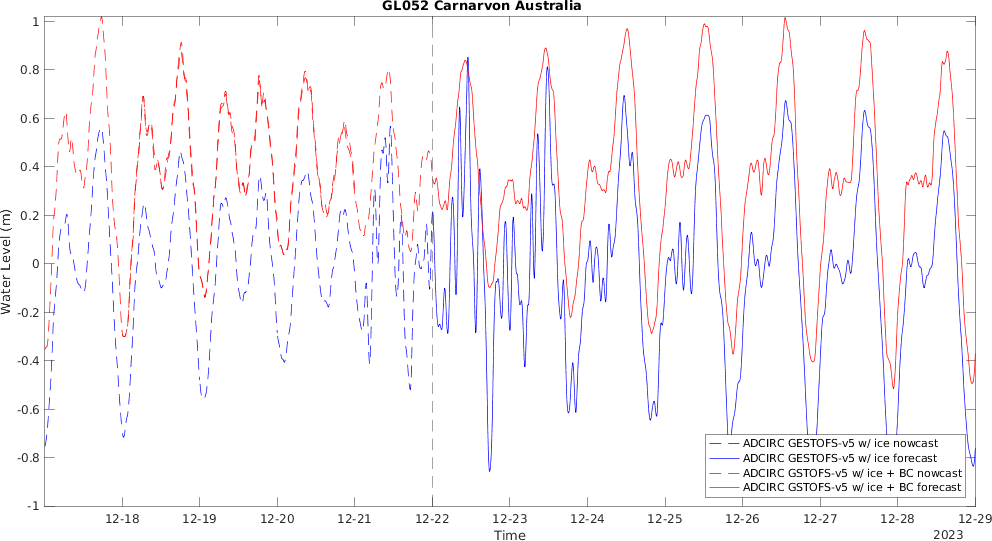 GL052 Carnarvon Australia
Water Level (m)
1
0.8
0.6
0.4
0.2
0
-0.2
-0.4
-0.6
-0.8
-1
ADCIRC GESTOFS-v5 w/ ice nowcast
ADCIRC GESTOFS-v5 w/ ice forecast
ADCIRC GSTOFS-v5 w/ ice + BC nowcast
ADCIRC GSTOFS-v5 w/ ice + BC forecast
12-18 12-19 12-20 12-21 12-22 12-23 12-24 12-25 12-26 12-27 12-28 12-29
Time
2023